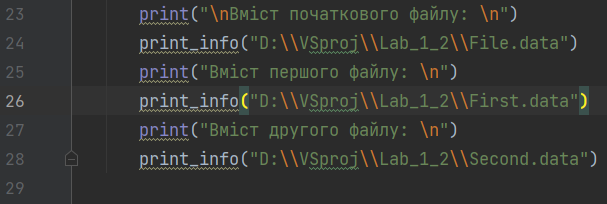 23 print("\nВміст початкового файлу: \n")
24 print_info("D:\\VSproj\\Lab_1_2\\File.data")
25 print("Вміст першого файлу: \n")
26 print_info("D:\\VSproj\\Lab_1_2\\First.data")
27 print("Вміст другого файлу: \n")
28 print_info("D:\\VSproj\\Lab_1_2\\Second.data")
29